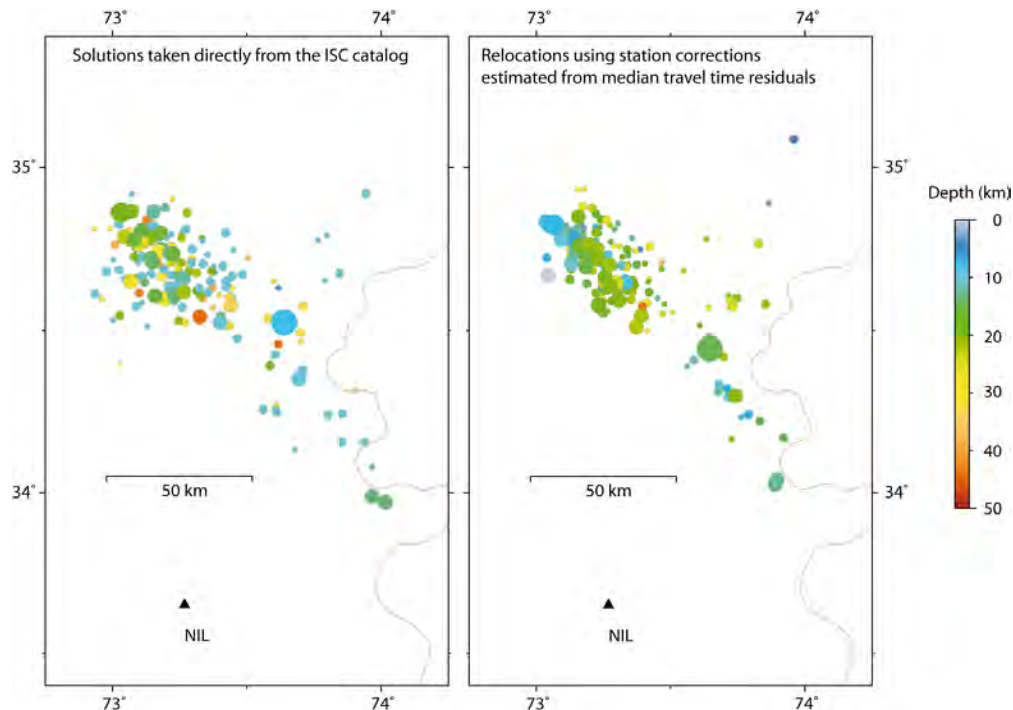 73˚
74˚
73˚
74˚
Solutions taken directly from the ISC catalog
Relocations using station corrections
estimated from median travel time residuals
35˚
35˚
Depth (km)
0
10
20
30
40
50
50 km
50 km
34˚
34˚
NIL
NIL
73˚
74˚
73˚
74˚